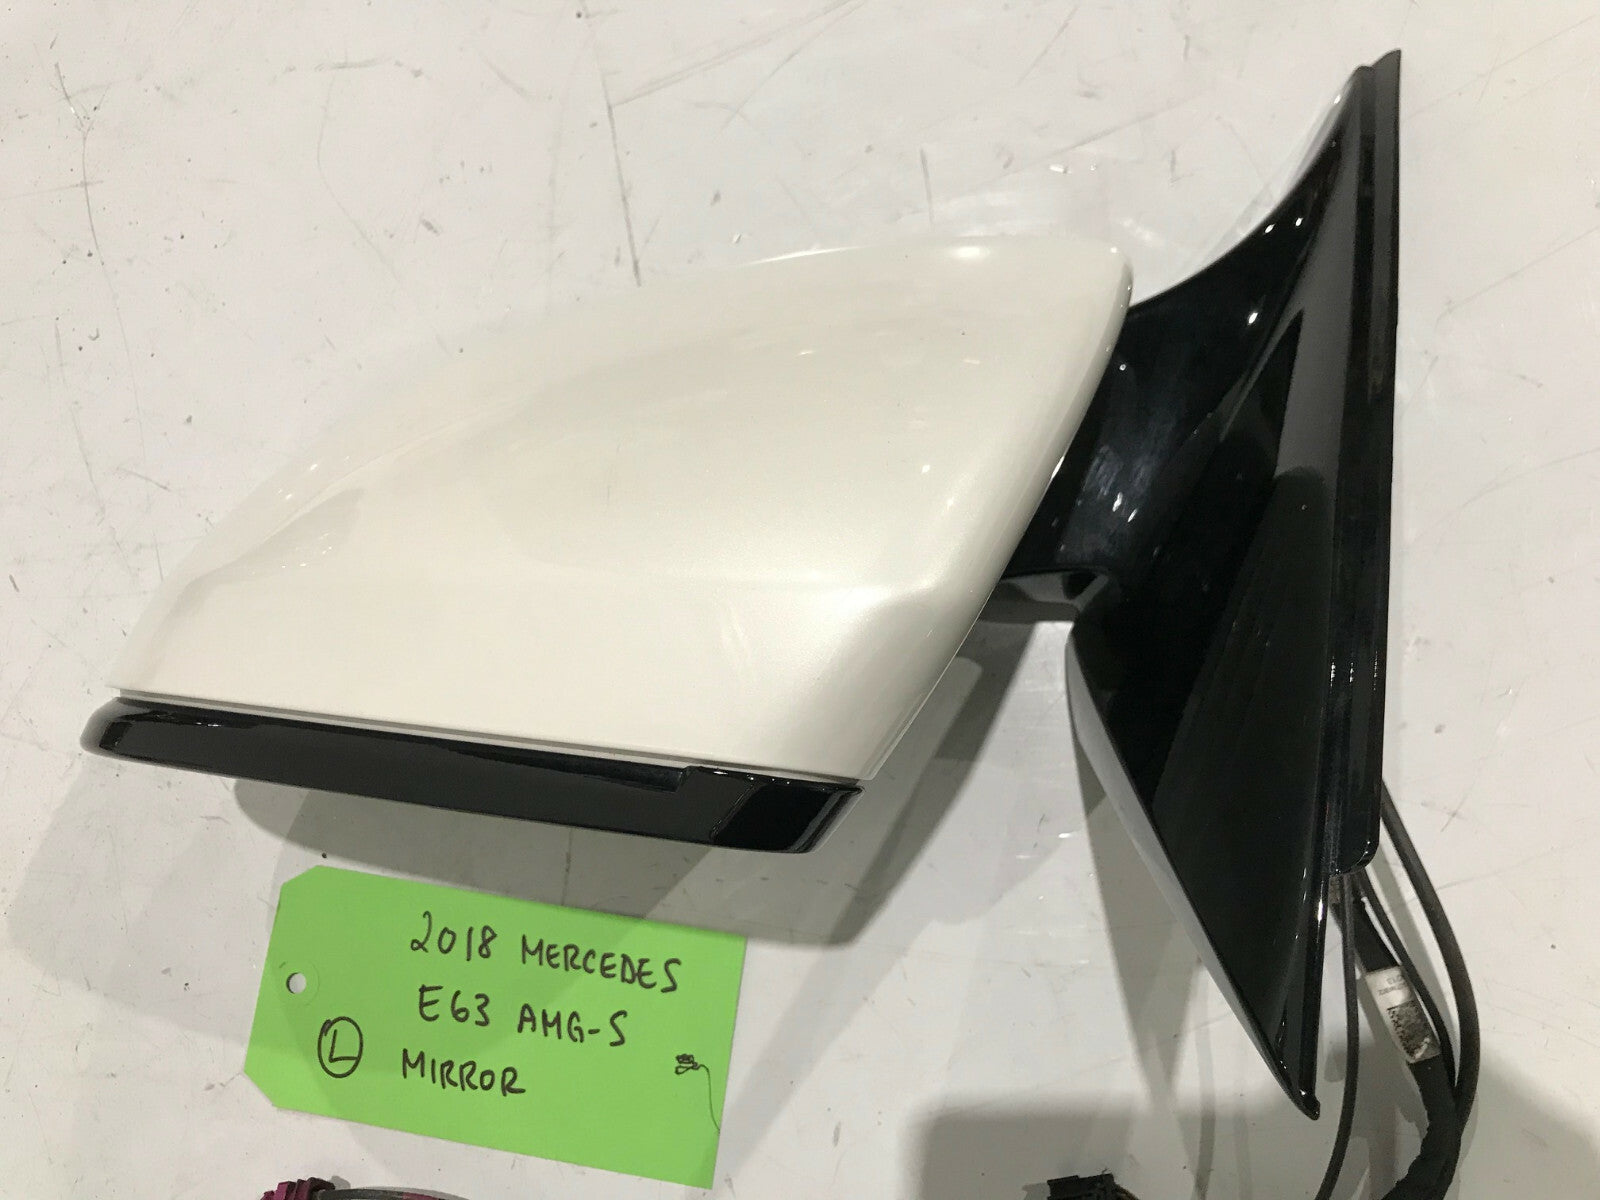 2018 MERCEDES
E63 AMG-S
Ⓛ MIRROR